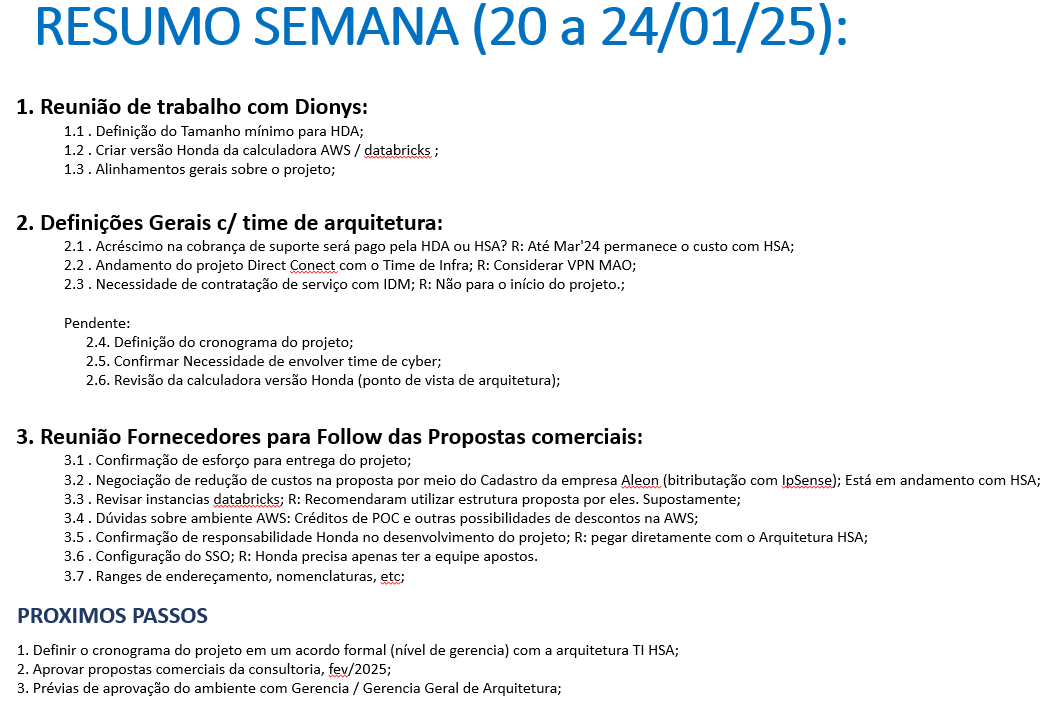 RESUMO SEMANA (20 a 24/01/25):
1. Reunião de trabalho com Dionys:
1.1 . Definição do Tamanho mínimo para HDA;
1.2 . Criar versão Honda da calculadora AWS / databricks ;
1.3 . Alinhamentos gerais sobre o projeto;
2. Definições Gerais c/ time de arquitetura:
2.1 . Acréscimo na cobrança de suporte será pago pela HDA ou HSA? R: Até Mar'24 permanece o custo com HSA;
2.2 . Andamento do projeto Direct Conect com o Time de Infra; R: Considerar VPN MAO;
2.3 . Necessidade de contratação de serviço com IDM; R: Não para o início do projeto.;
Pendente:
2.4. Definição do cronograma do projeto;
2.5. Confirmar Necessidade de envolver time de cyber;
2.6. Revisão da calculadora versão Honda (ponto de vista de arquitetura);
3. Reunião Fornecedores para Follow das Propostas comerciais:
3.1 . Confirmação de esforço para entrega do projeto;
3.2 . Negociação de redução de custos na proposta por meio do Cadastro da empresa Aleon (bitributação com IpSense); Está em andamento com HSA;
3.3 . Revisar instancias databricks; R: Recomendaram utilizar estrutura proposta por eles. Supostamente;
3.4 . Dúvidas sobre ambiente AWS: Créditos de POC e outras possibilidades de descontos na AWS;
3.5 . Confirmação de responsabilidade Honda no desenvolvimento do projeto; R: pegar diretamente com o Arquitetura HSA;
3.6 . Configuração do SSO; R: Honda precisa apenas ter a equipe apostos.
3.7 . Ranges de endereçamento, nomenclaturas, etc;
PROXIMOS PASSOS
1. Definir o cronograma do projeto em um acordo formal (nível de gerencia) com a arquitetura TI HSA;
2. Aprovar propostas comerciais da consultoria, fev/2025;
3. Prévias de aprovação do ambiente com Gerencia / Gerencia Geral de Arquitetura;